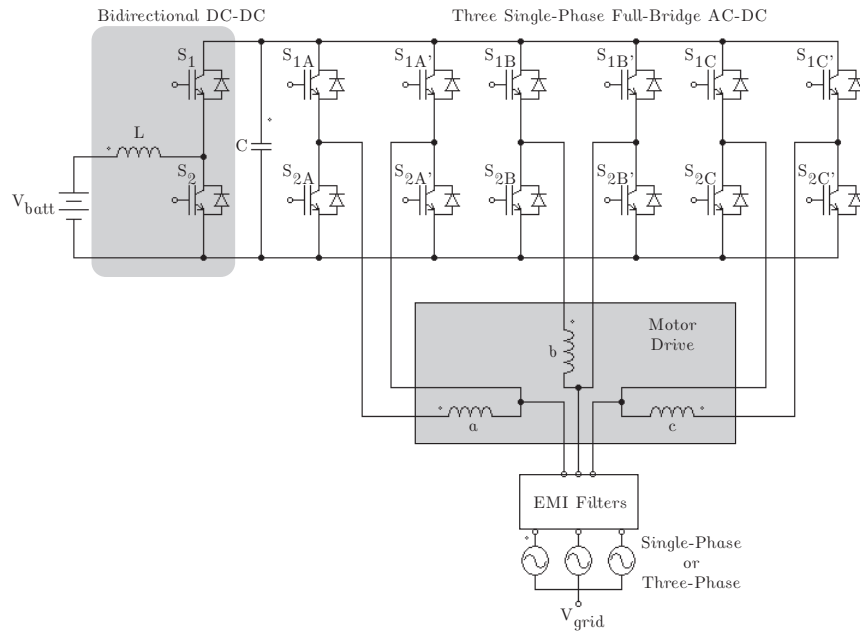 Bidirectional DC-DC
Three Single-Phase Full-Bridge AC-DC
S1
S1A
S1A'
S1B
S1B'
S1C
S1C'
L
C
S2
S2A
S2A'
S2B
S2B'
S2C
S2C'
Vbatt
Motor
Drive
b
a
c
EMI Filters
Single-Phase
or
Three-Phase
Vgrid